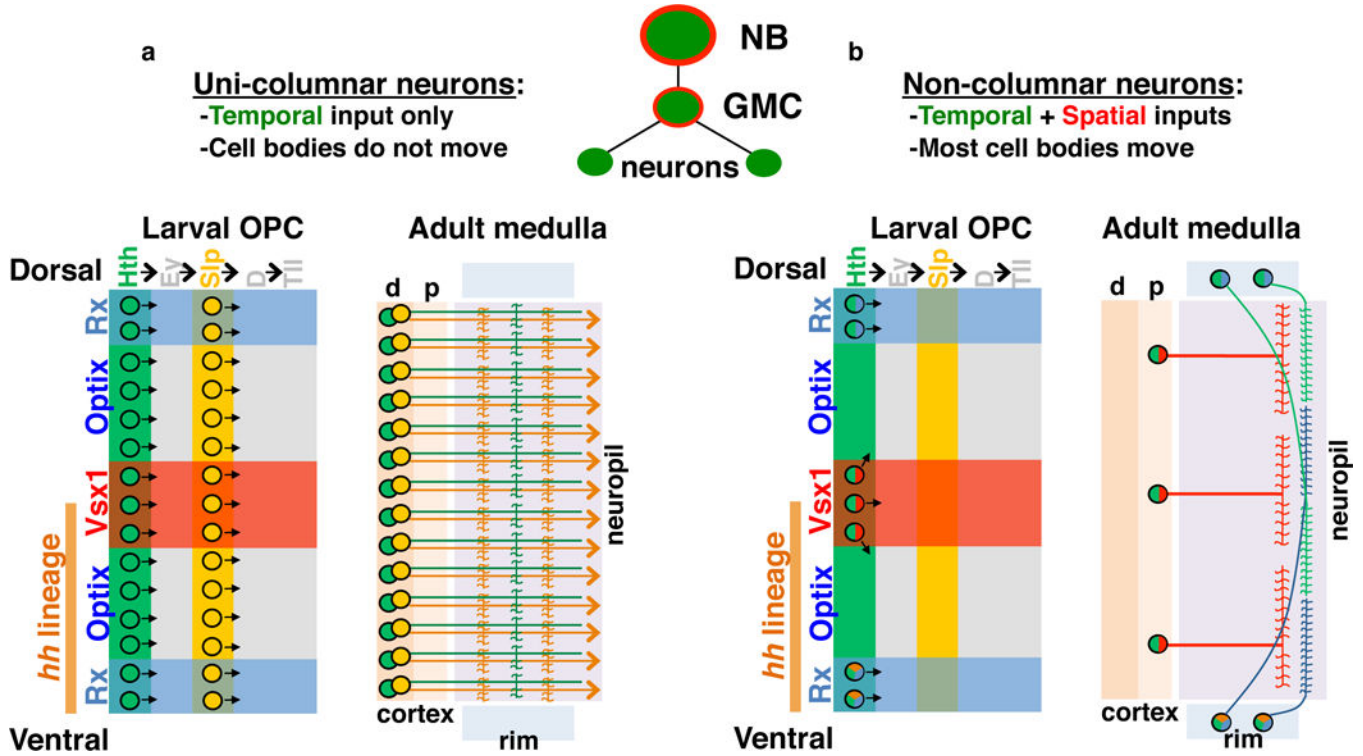 a
Uni-columnar neurons:
-Temporal input only
-Cell bodies do not move
NB
GMC
neurons
b
Non-columnar neurons:
-Temporal + Spatial inputs
-Most cell bodies move
Larval OPC
Hth
Ey
Slp
D
Tll
Dorsal
Rx
Optix
Vsx1
Optix
Rx
hh lineage
Ventral
Adult medulla
d p
neuropil
cortex
rim
Larval OPC
Hth
Ey
Slp
D
Tll
Dorsal
Rx
Optix
Vsx1
Optix
Rx
hh lineage
Ventral
Adult medulla
d p
neuropil
cortex
rim